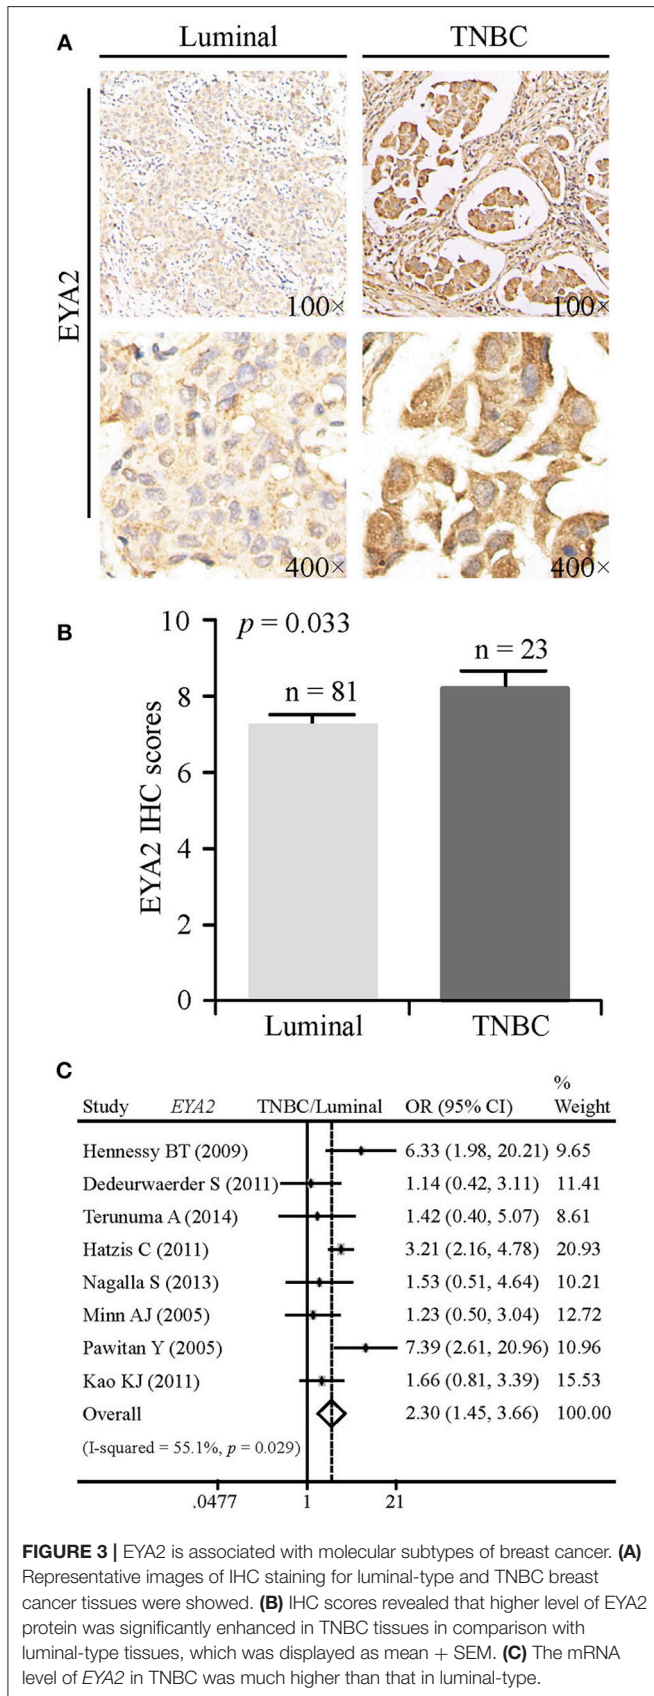 A
Luminal TNBC
EYA2
100× 100×
400× 400×
B
p = 0.033
EYA2 IHC scores
10
8
6
4
2
0
n = 81
n = 23
Luminal TNBC
C
%
Study EYA2 TNBC/Luminal OR (95% CI) Weight
Hennessy BT (2009) 6.33 (1.98, 20.21) 9.65
Dedeurwaerder S (2011) 1.14 (0.42, 3.11) 11.41
Terunuma A (2014) 1.42 (0.40, 5.07) 8.61
Hatzis C (2011) 3.21 (2.16, 4.78) 20.93
Nagalla S (2013) 1.53 (0.51, 4.64) 10.21
Minn AJ (2005) 1.23 (0.50, 3.04) 12.72
Pawitan Y (2005) 7.39 (2.61, 20.96) 10.96
Kao KJ (2011) 1.66 (0.81, 3.39) 15.53
Overall 2.30 (1.45, 3.66) 100.00
(I-squared = 55.1%, p = 0.029)
.0477 1 21
FIGURE 3 | EYA2 is associated with molecular subtypes of breast cancer. (A)
Representative images of IHC staining for luminal-type and TNBC breast
cancer tissues were showed. (B) IHC scores revealed that higher level of EYA2
protein was significantly enhanced in TNBC tissues in comparison with
luminal-type tissues, which was displayed as mean + SEM. (C) The mRNA
level of EYA2 in TNBC was much higher than that in luminal-type.